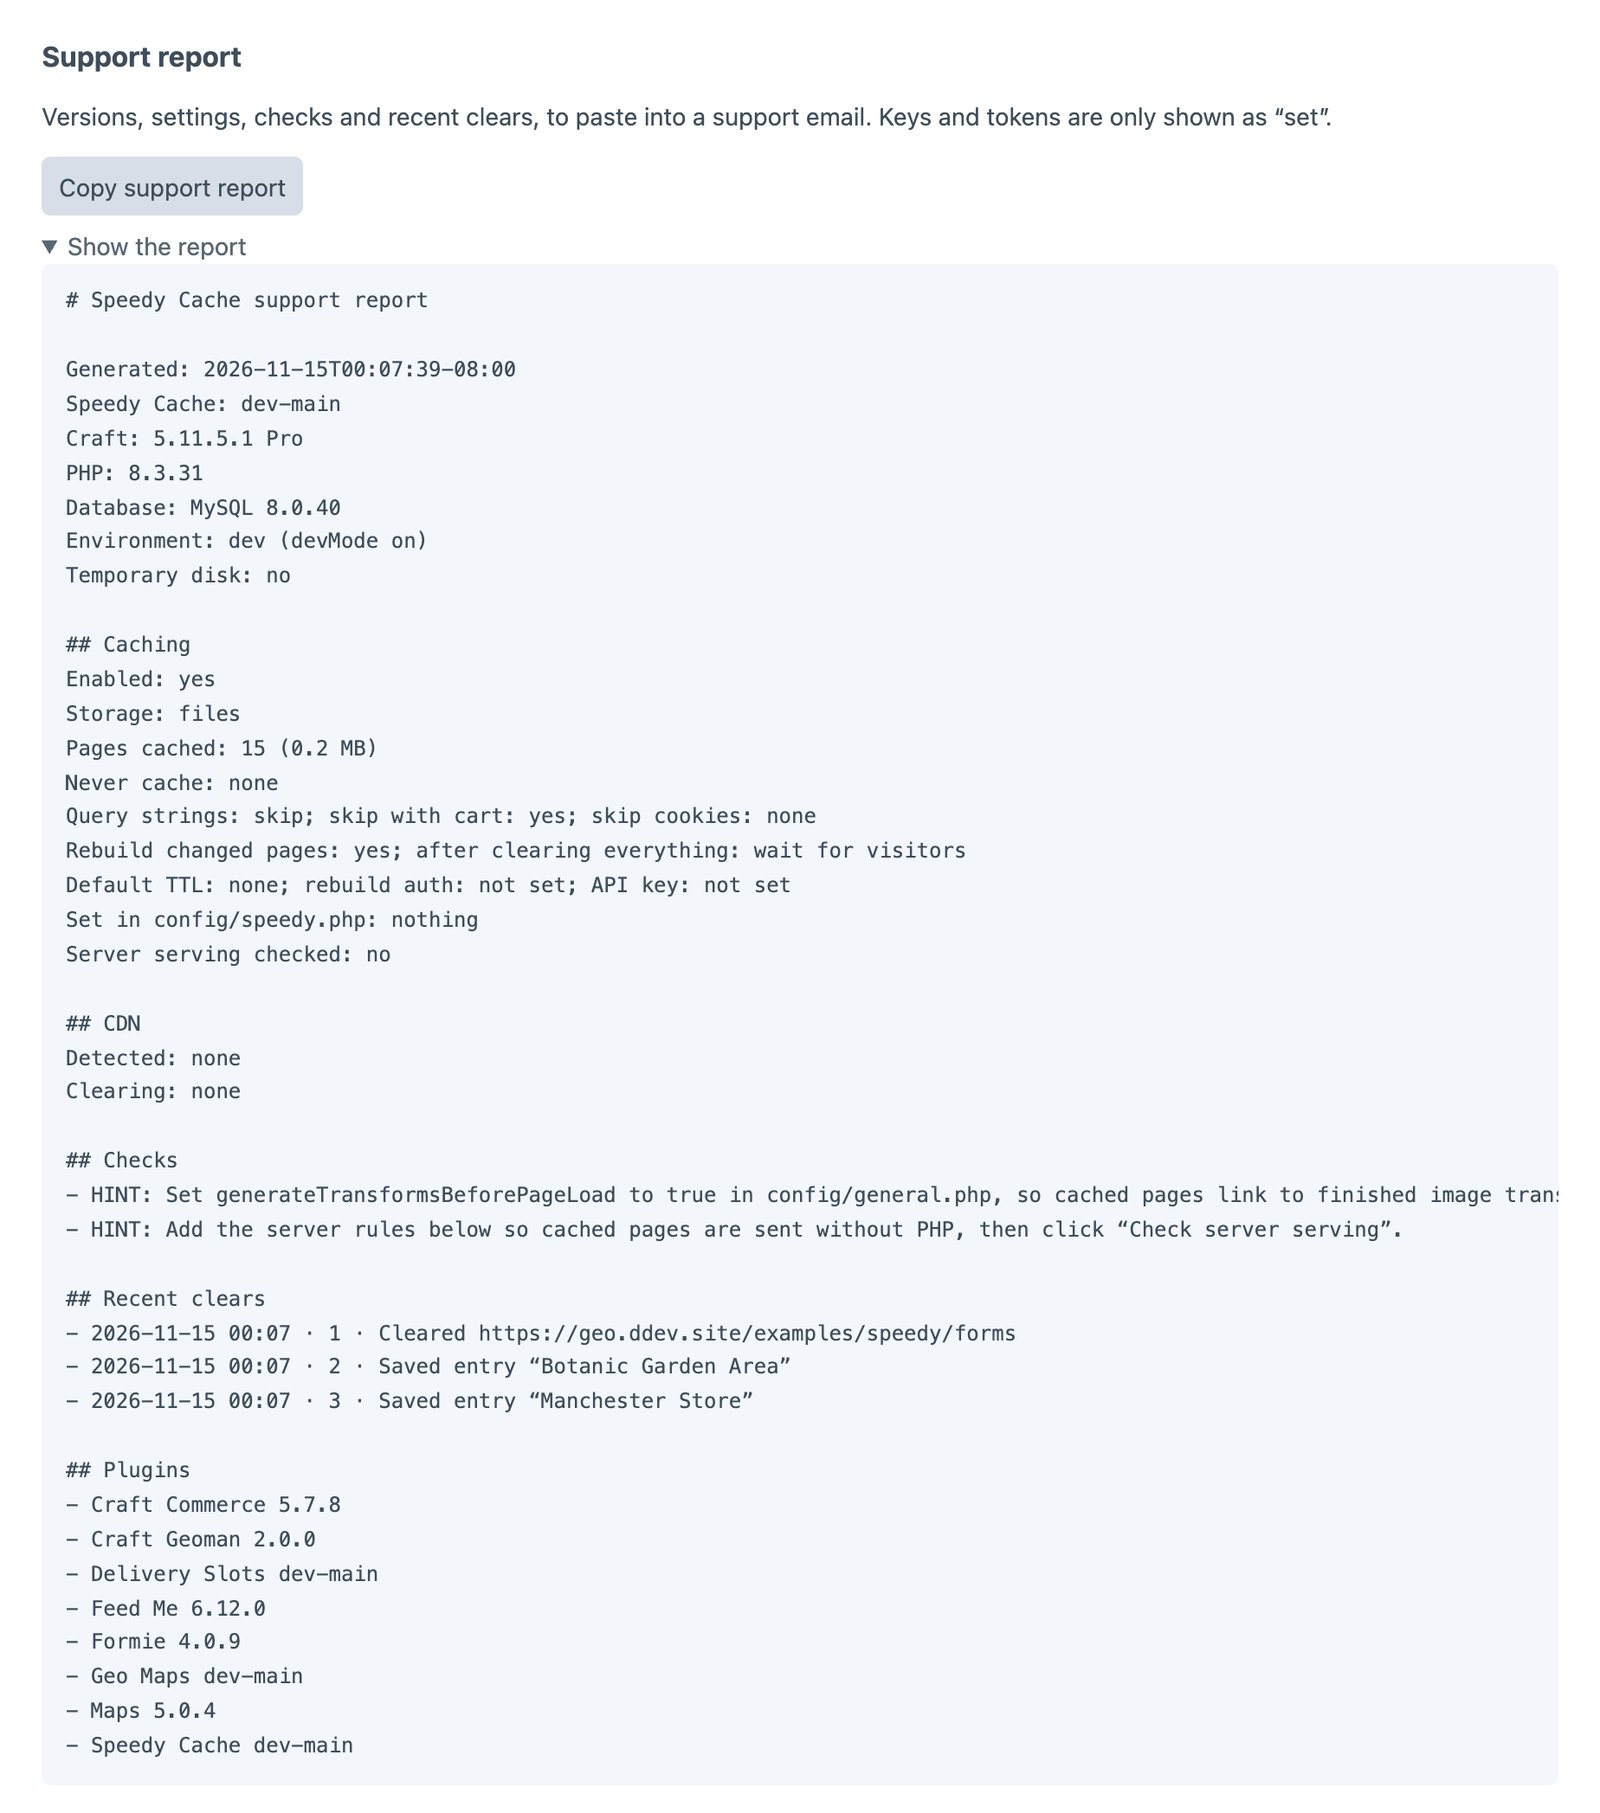 Support report
Versions, settings, checks and recent clears, to paste into a support email. Keys and tokens are only shown as “set”.
Copy support report
▼ Show the report
# Speedy Cache support report
Generated: 2026-11-15T00:07:39-08:00
Speedy Cache: dev-main
Craft: 5.11.5.1 Pro
PHP: 8.3.31
Database: MySQL 8.0.40
Environment: dev (devMode on)
Temporary disk: no
## Caching
Enabled: yes
Storage: files
Pages cached: 15 (0.2 MB)
Never cache: none
Query strings: skip; skip with cart: yes; skip cookies: none
Rebuild changed pages: yes; after clearing everything: wait for visitors
Default TTL: none; rebuild auth: not set; API key: not set
Set in config/speedy.php: nothing
Server serving checked: no
## CDN
Detected: none
Clearing: none
## Checks
- HINT: Set generateTransformsBeforePageLoad to true in config/general.php, so cached pages link to finished image trans
- HINT: Add the server rules below so cached pages are sent without PHP, then click “Check server serving”.
## Recent clears
- 2026-11-15 00:07 · 1 · Cleared https://geo.ddev.site/examples/speedy/forms
- 2026-11-15 00:07 · 2 · Saved entry “Botanic Garden Area”
- 2026-11-15 00:07 · 3 · Saved entry “Manchester Store”
## Plugins
- Craft Commerce 5.7.8
- Craft Geoman 2.0.0
- Delivery Slots dev-main
- Feed Me 6.12.0
- Formie 4.0.9
- Geo Maps dev-main
- Maps 5.0.4
- Speedy Cache dev-main